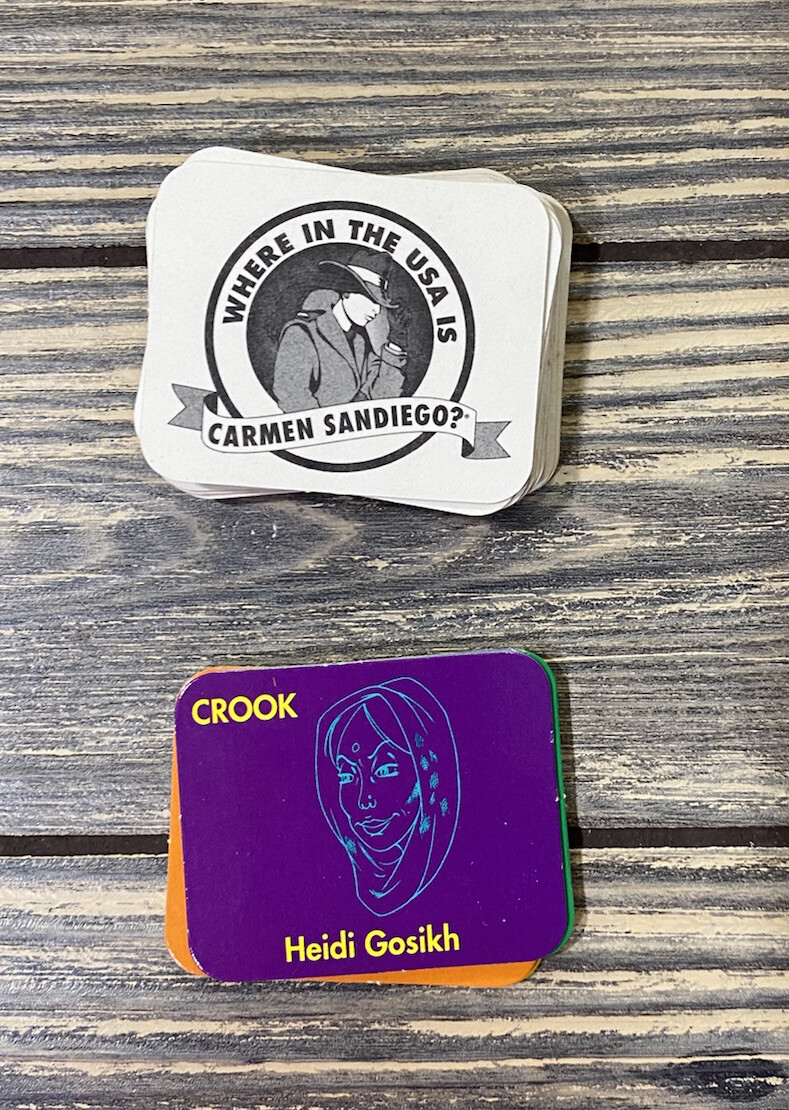 WHERE IN THE USA IS
CARMEN SANDIEGO?
CROOK
Heidi Gosikh